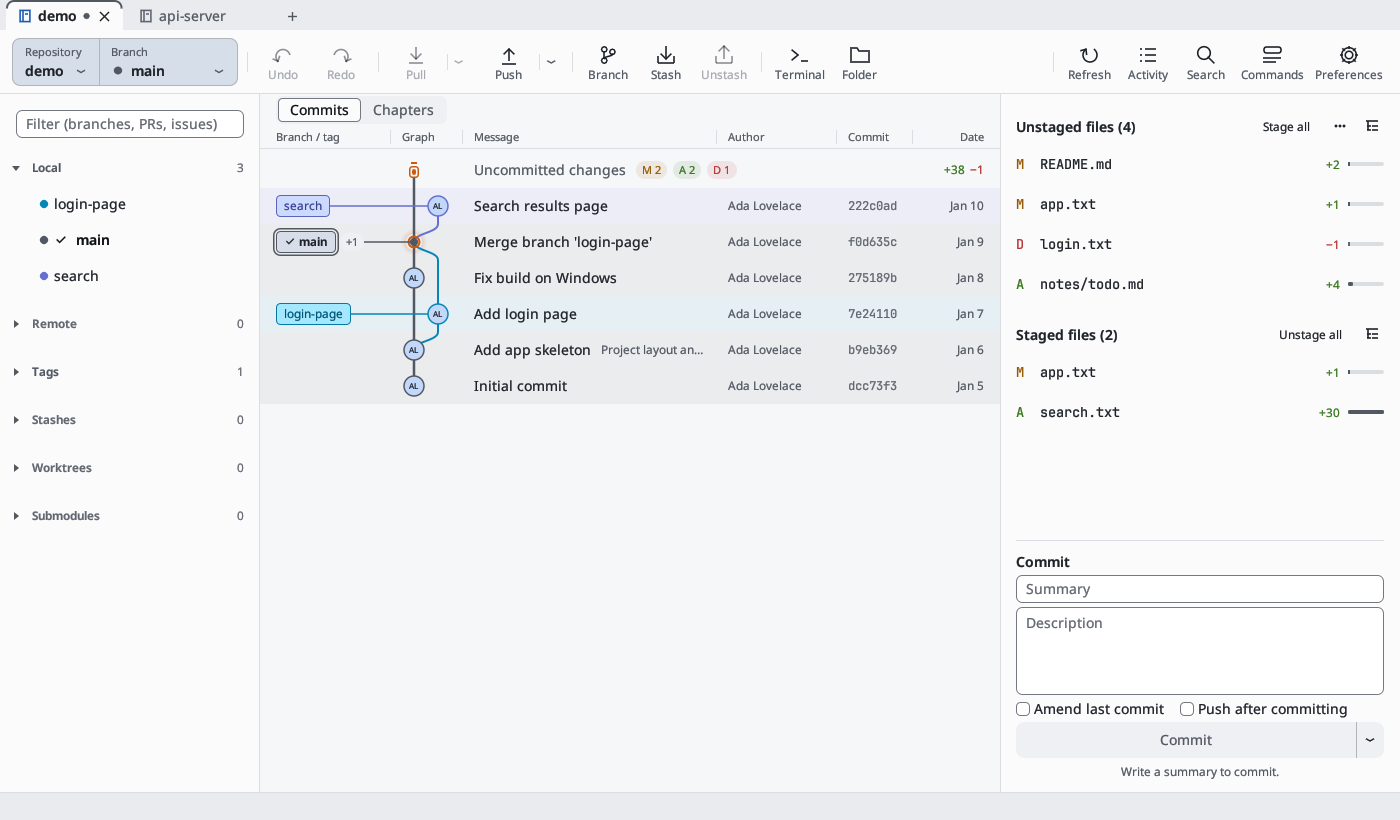 demo
api-server
Repository
demo
Branch
main
Undo
Redo
Pull
Push
Branch
Stash
Unstash
Terminal
Folder
Refresh
Activity
Search
Commands
Preferences
Filter (branches, PRs, issues)
Local 3
login-page
main
search
Remote 0
Tags 1
Stashes 0
Worktrees 0
Submodules 0
Commits Chapters
Branch / tag Graph Message Author Commit Date
Uncommitted changes M 2 A 2 D 1 +38 −1
search AL Search results page Ada Lovelace 222c0ad Jan 10
main +1 Merge branch 'login-page' Ada Lovelace f0d635c Jan 9
AL Fix build on Windows Ada Lovelace 275189b Jan 8
login-page AL Add login page Ada Lovelace 7e24110 Jan 7
AL Add app skeleton Project layout an... Ada Lovelace b9eb369 Jan 6
AL Initial commit Ada Lovelace dcc73f3 Jan 5
Unstaged files (4) Stage all
M README.md +2
M app.txt +1
D login.txt −1
A notes/todo.md +4
Staged files (2) Unstage all
M app.txt +1
A search.txt +30
Commit
Summary
Description
Amend last commit Push after committing
Commit
Write a summary to commit.